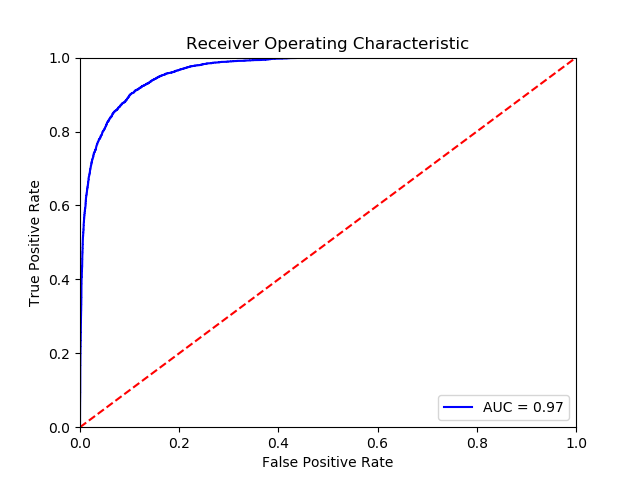 Receiver Operating Characteristic
True Positive Rate
1.0
0.8
0.6
0.4
0.2
0.0
AUC = 0.97
0.0 0.2 0.4 0.6 0.8 1.0
False Positive Rate